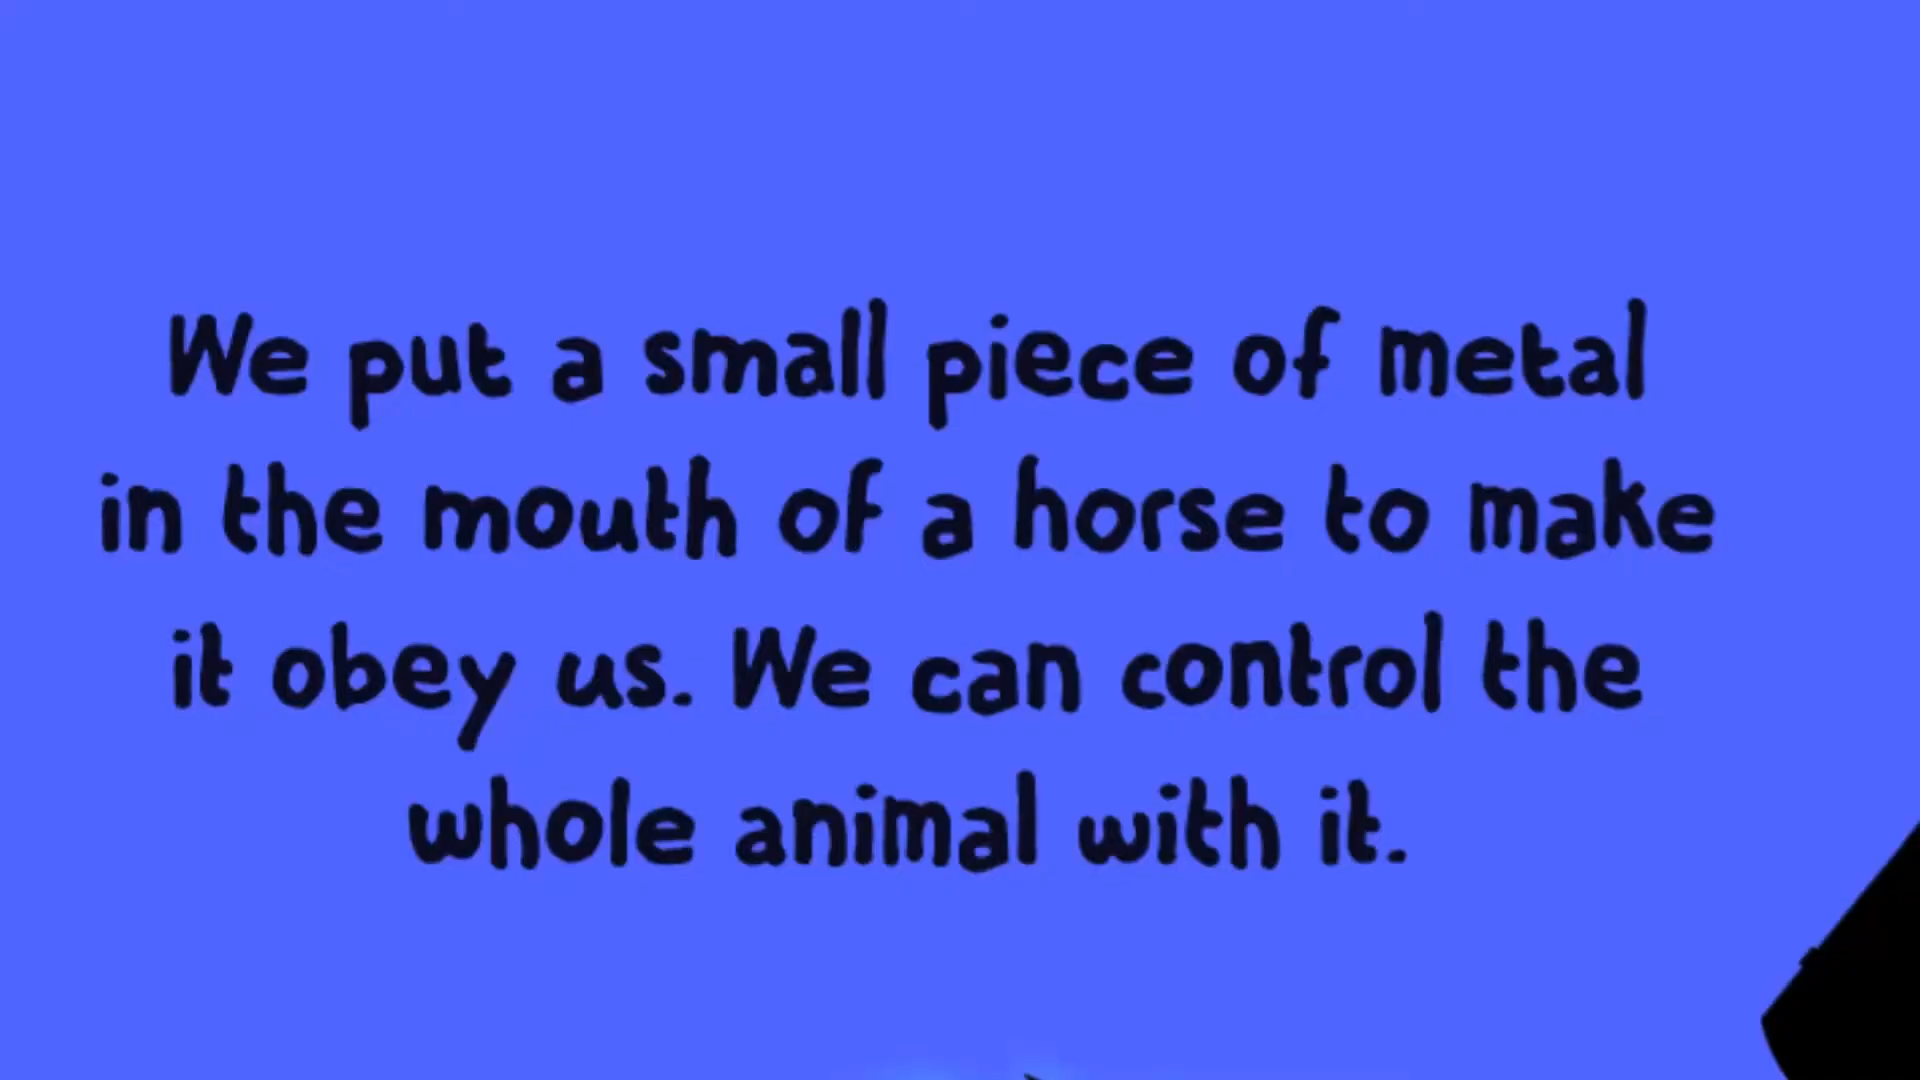 We put a small piece of metal
in the mouth of a horse to make
it obey us. We can control the
whole animal with it.